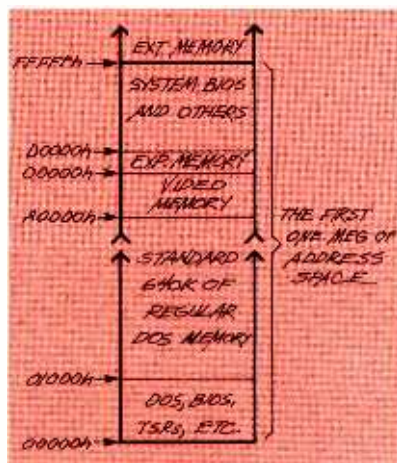 EXT. MEMORY
FFFFFh
SYSTEM BIOS
AND OTHERS
D0000h
EXP. MEMORY
VIDEO
MEMORY
A0000h
THE FIRST
ONE MEG OF
ADDRESS
SPACE
STANDARD
640K OF
REGULAR
DOS MEMORY
01000h
DOS, BIOS,
TSRs, ETC.
00000h